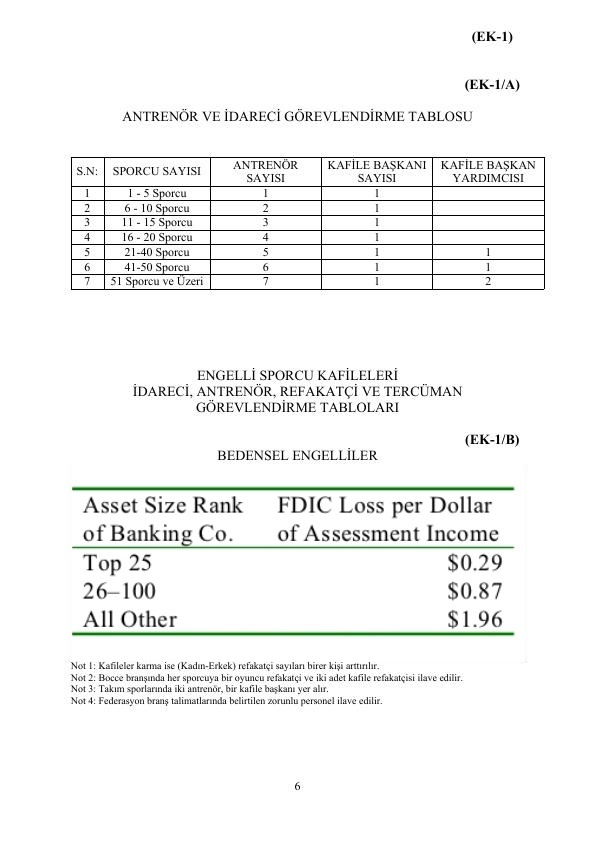 (EK-1)
(EK-1/A)
ANTRENÖR VE İDARECİ GÖREVLENDİRME TABLOSU
S.N: SPORCU SAYISI ANTRENÖR SAYISI KAFİLE BAŞKANI SAYISI KAFİLE BAŞKAN YARDIMCISI
1 1 - 5 Sporcu 1 1
2 6 - 10 Sporcu 2 1
3 11 - 15 Sporcu 3 1
4 16 - 20 Sporcu 4 1
5 21-40 Sporcu 5 1 1
6 41-50 Sporcu 6 1 1
7 51 Sporcu ve Üzeri 7 1 2
ENGELLİ SPORCU KAFİLELERİ
İDARECİ, ANTRENÖR, REFAKATÇİ VE TERCÜMAN
GÖREVLENDİRME TABLOLARI
(EK-1/B)
BEDENSEL ENGELLİLER
Asset Size Rank FDIC Loss per Dollar
of Banking Co. of Assessment Income
Top 25 $0.29
26–100 $0.87
All Other $1.96
Not 1: Kafileler karma ise (Kadın-Erkek) refakatçi sayıları birer kişi arttırılır.
Not 2: Bocce branşında her sporcuya bir oyuncu refakatçi ve iki adet kafile refakatçisi ilave edilir.
Not 3: Takım sporlarında iki antrenör, bir kafile başkanı yer alır.
Not 4: Federasyon branş talimatlarında belirtilen zorunlu personel ilave edilir.
6